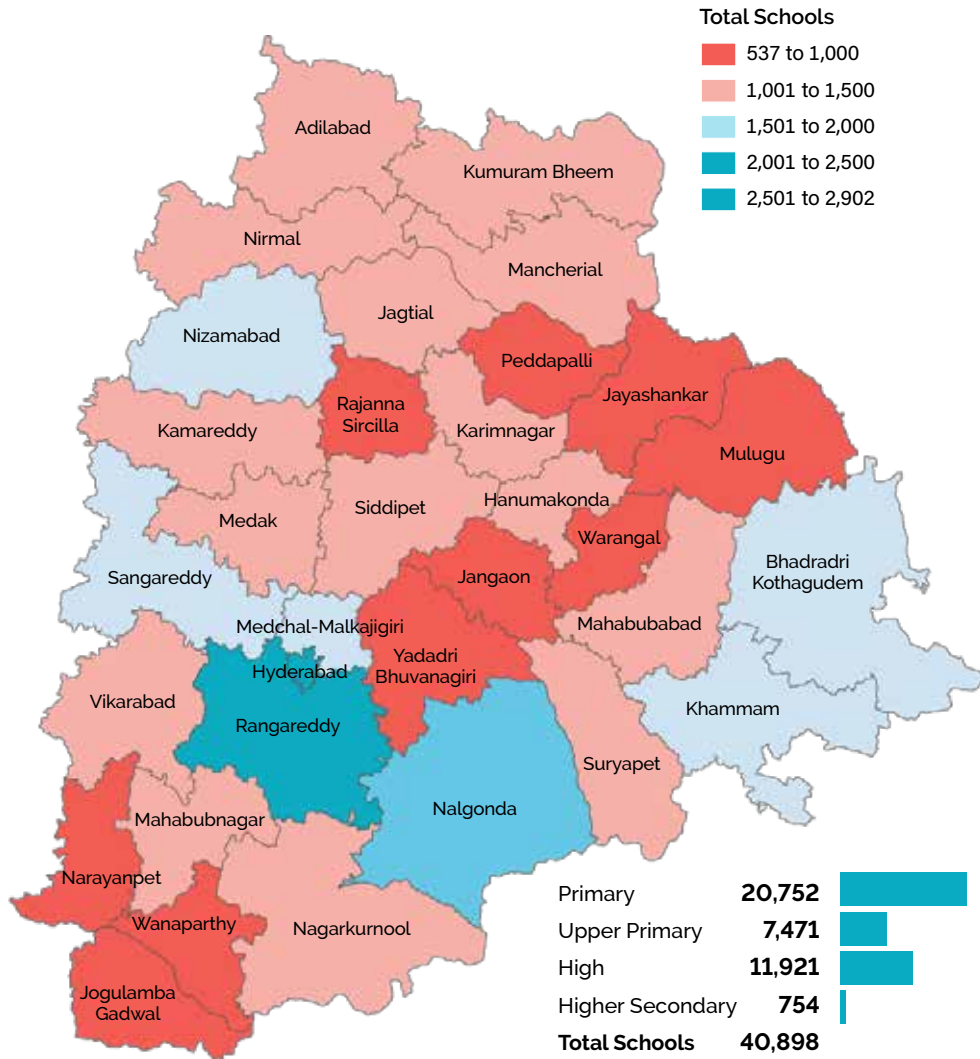 Total Schools
537 to 1,000
1,001 to 1,500
1,501 to 2,000
2,001 to 2,500
2,501 to 2,902
Adilabad
Kumuram Bheem
Nirmal
Mancherial
Jagtial
Nizamabad
Peddapalli
Jayashankar
Rajanna
Sircilla
Kamareddy
Karimnagar
Mulugu
Hanumakonda
Siddipet
Medak
Warangal
Bhadradri
Kothagudem
Sangareddy
Jangaon
Medchal-Malkajigiri
Mahabubabad
Yadadri
Bhuvanagiri
Hyderabad
Vikarabad
Rangareddy
Khammam
Suryapet
Nalgonda
Mahabubnagar
Narayanpet
Wanaparthy
Nagarkurnool
Jogulamba
Gadwal
Primary 20,752
Upper Primary 7,471
High 11,921
Higher Secondary 754
Total Schools 40,898